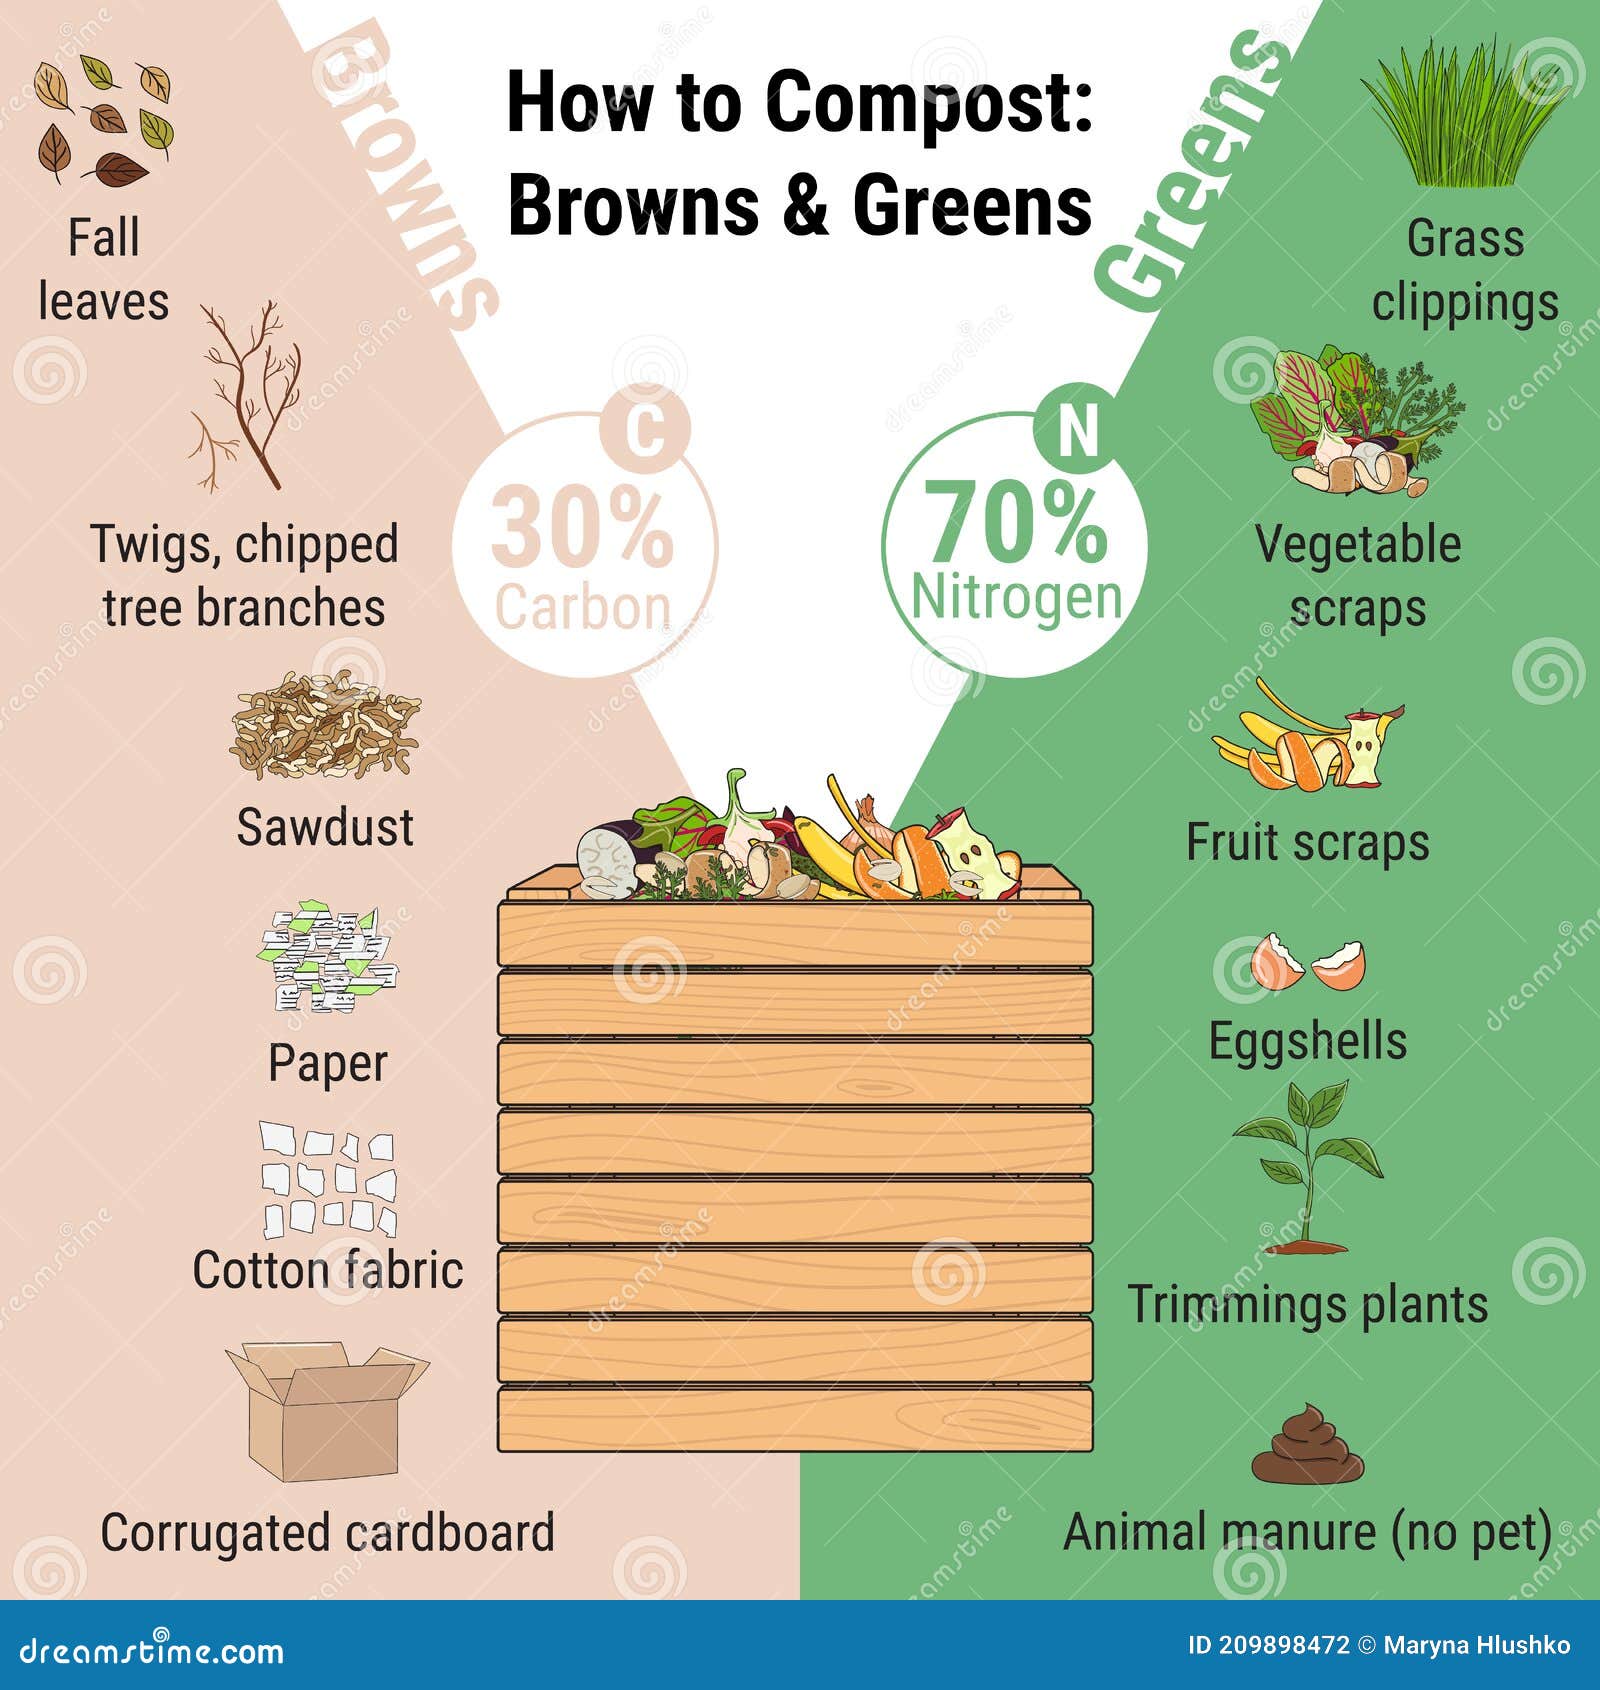 How to Compost:
Browns & Greens
Browns
Greens
C
30%
Carbon
N
70%
Nitrogen
Fall
leaves
Twigs, chipped
tree branches
Sawdust
Paper
Cotton fabric
Corrugated cardboard
Grass
clippings
Vegetable
scraps
Fruit scraps
Eggshells
Trimmings plants
Animal manure (no pet)
dreamstime.com
ID 209898472 © Maryna Hlushko